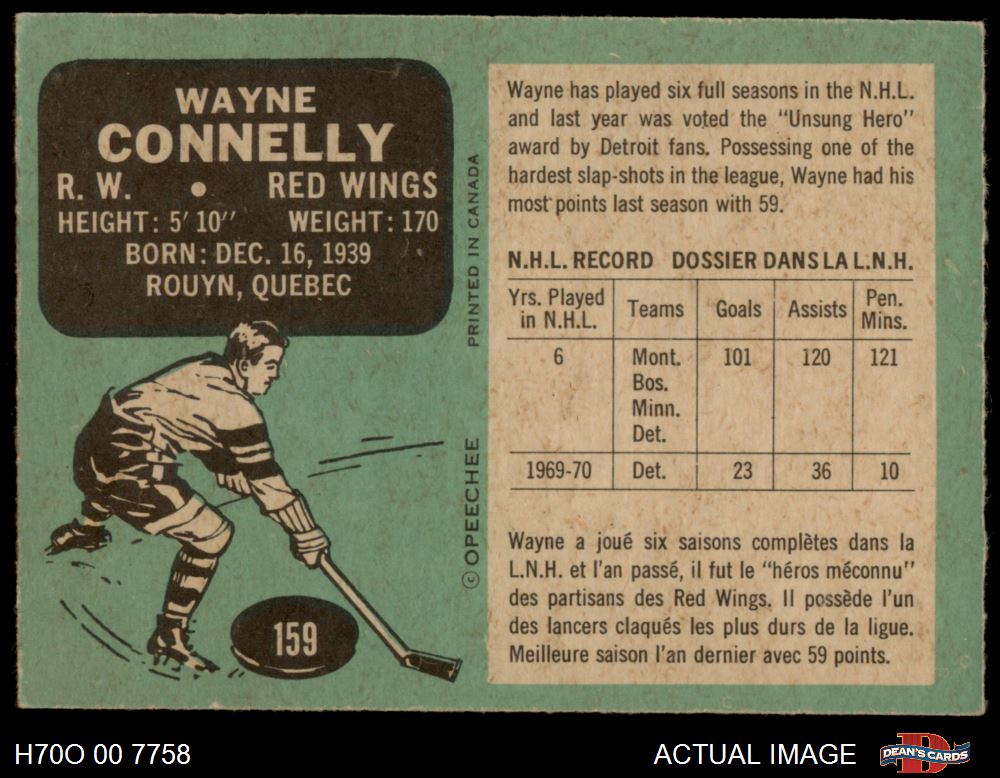 WAYNE
CONNELLY
R. W. • RED WINGS
HEIGHT: 5' 10'' WEIGHT: 170
BORN: DEC. 16, 1939
ROUYN, QUEBEC
PRINTED IN CANADA
© OPEECHEE
159
Wayne has played six full seasons in the N.H.L.
and last year was voted the "Unsung Hero"
award by Detroit fans. Possessing one of the
hardest slap-shots in the league, Wayne had his
most points last season with 59.
N.H.L. RECORD DOSSIER DANS LA L.N.H.
Yrs. Played in N.H.L. Teams Goals Assists Pen. Mins.
6 Mont. 101 120 121
Bos.
Minn.
Det.
1969-70 Det. 23 36 10
Wayne a joué six saisons complètes dans la
L.N.H. et l'an passé, il fut le "héros méconnu"
des partisans des Red Wings. Il possède l'un
des lancers claqués les plus durs de la ligue.
Meilleure saison l'an dernier avec 59 points.
H70O 00 7758
ACTUAL IMAGE
DEAN'S CARDS